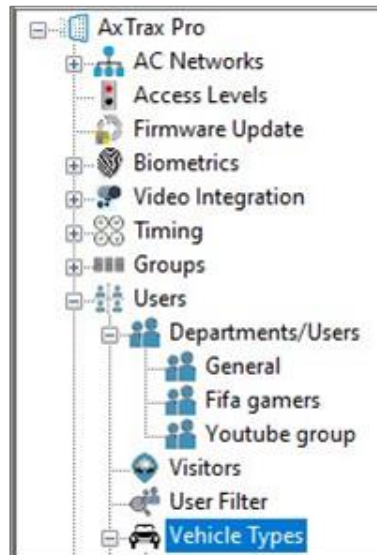 AxTrax Pro
AC Networks
Access Levels
Firmware Update
Biometrics
Video Integration
Timing
Groups
Users
Departments/Users
General
Fifa gamers
Youtube group
Visitors
User Filter
Vehicle Types